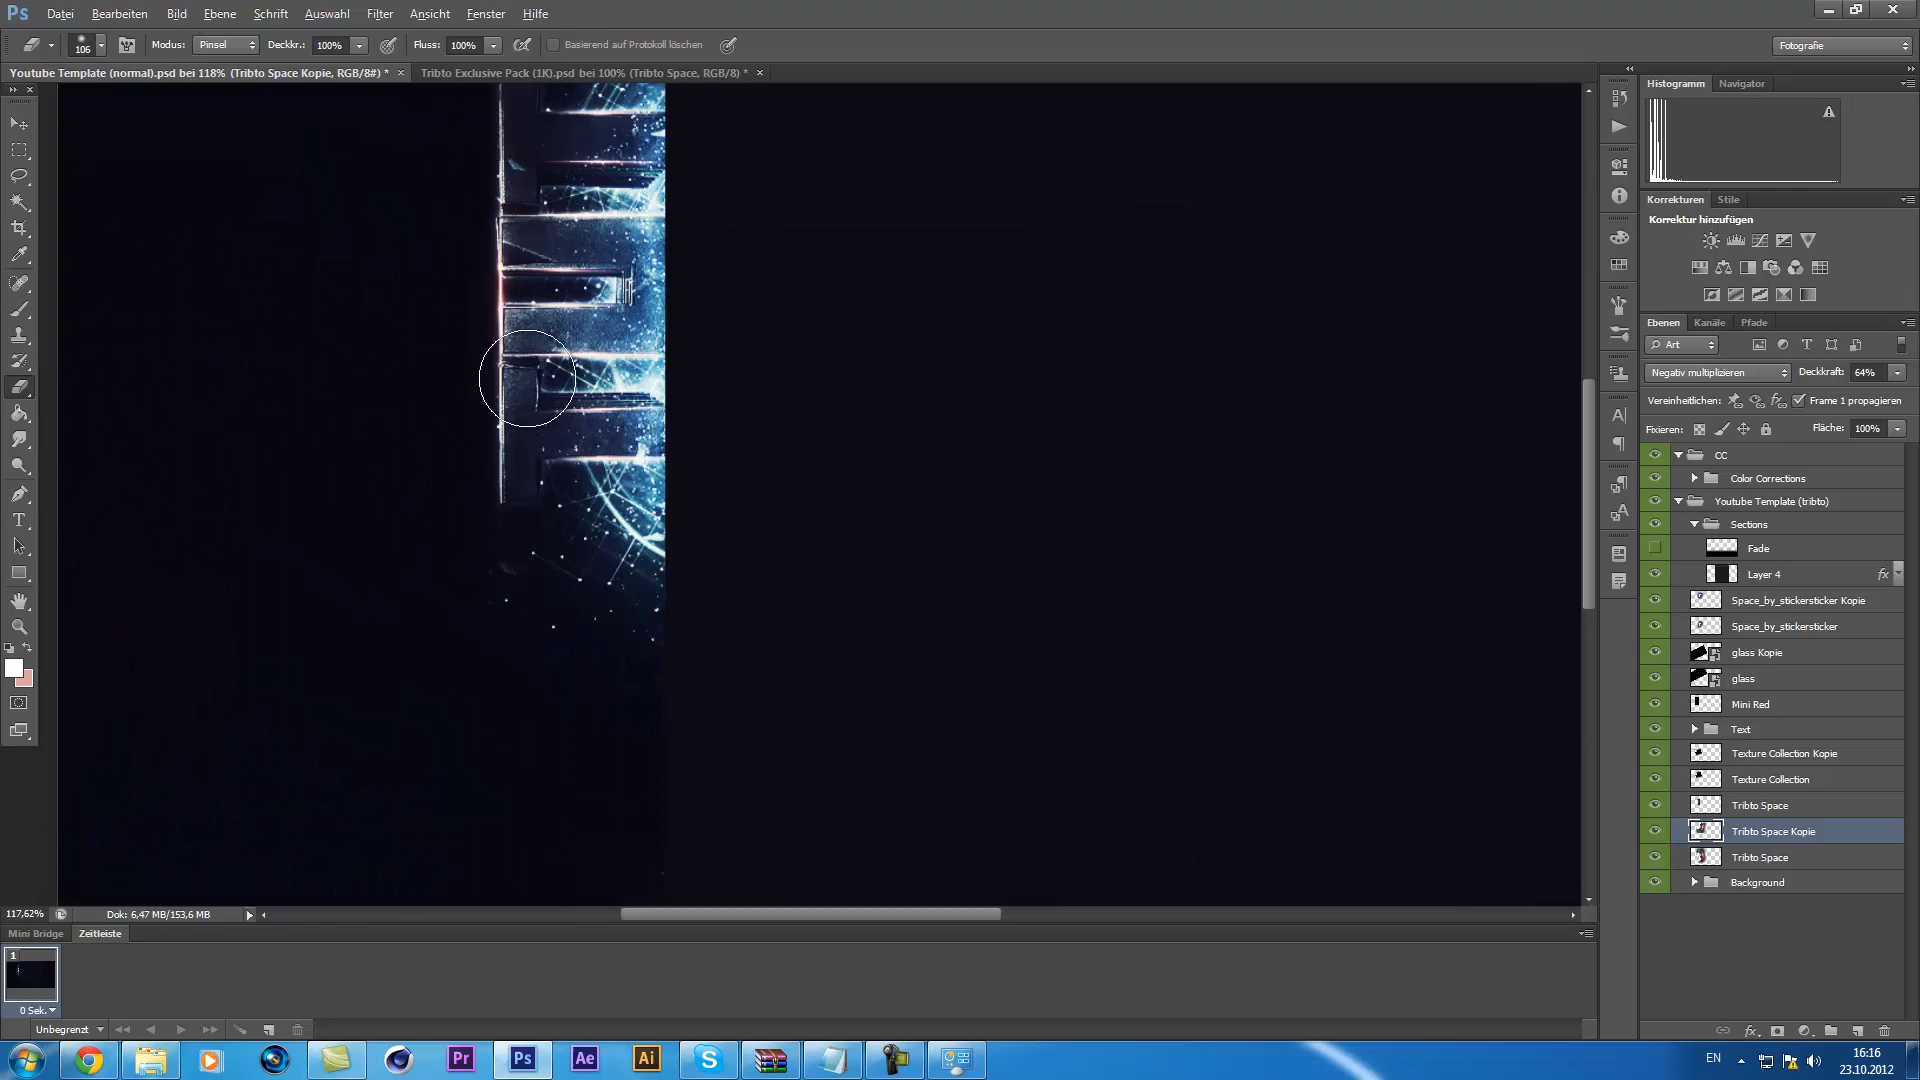 Ps Datei Bearbeiten Bild Ebene Schrift Auswahl Filter Ansicht Fenster Hilfe
106 Modus: Pinsel Deckkr.: 100% Fluss: 100% Basierend auf Protokoll löschen Fotografie
Youtube Template (normal).psd bei 118% (Tribto Space Kopie, RGB/8#) * Tribto Exclusive Pack (1K).psd bei 100% (Tribto Space, RGB/8) *
Histogramm Navigator
Korrekturen Stile
Korrektur hinzufügen
Ebenen Kanäle Pfade
Art
Negativ multiplizieren Deckkraft: 64%
Vereinheitlichen: Frame 1 propagieren
Fixieren: Fläche: 100%
CC
Color Corrections
Youtube Template (tribto)
Sections
Fade
Layer 4 fx
Space_by_stickersticker Kopie
Space_by_stickersticker
glass Kopie
glass
Mini Red
Text
Texture Collection Kopie
Texture Collection
Tribto Space
Tribto Space Kopie
Tribto Space
Background
117,62% Dok: 6,47 MB/153,6 MB
Mini Bridge Zeitleiste
1
0 Sek.
Unbegrenzt
Pr Ps Ae Ai
EN
16:16
23.10.2012